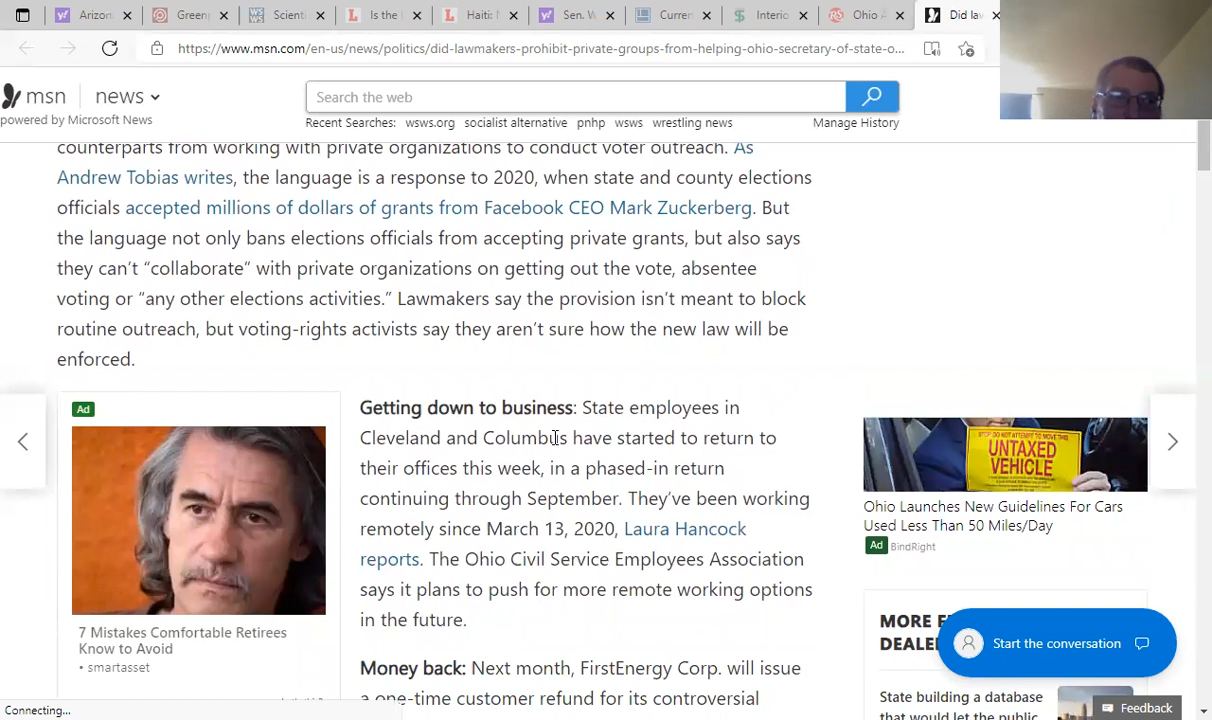 Arizon
Green
Scienti
Is the
Haiti:
Sen. W
Curren
Interio
Ohio
Did la
https://www.msn.com/en-us/news/politics/did-lawmakers-prohibit-private-groups-from-helping-ohio-secretary-of-state-o...
msn
news
powered by Microsoft News
Search the web
Recent Searches: wsws.org socialist alternative pnhp wsws wrestling news
Manage History
counterparts from working with private organizations to conduct voter outreach. As
Andrew Tobias writes, the language is a response to 2020, when state and county elections
officials accepted millions of dollars of grants from Facebook CEO Mark Zuckerberg. But
the language not only bans elections officials from accepting private grants, but also says
they can't “collaborate” with private organizations on getting out the vote, absentee
voting or “any other elections activities.” Lawmakers say the provision isn't meant to block
routine outreach, but voting-rights activists say they aren't sure how the new law will be
enforced.
Ad
7 Mistakes Comfortable Retirees
Know to Avoid
• smartasset
Getting down to business: State employees in
Cleveland and Columbus have started to return to
their offices this week, in a phased-in return
continuing through September. They've been working
remotely since March 13, 2020, Laura Hancock
reports. The Ohio Civil Service Employees Association
says it plans to push for more remote working options
in the future.
Money back: Next month, FirstEnergy Corp. will issue
a one-time customer refund for its controversial
STOP DO NOT ATTEMPT TO MOVE THIS
UNTAXED
VEHICLE
Ohio Launches New Guidelines For Cars
Used Less Than 50 Miles/Day
Ad BindRight
MORE F
DEALE
Start the conversation
State building a database
that would let the public
Feedback
Connecting...